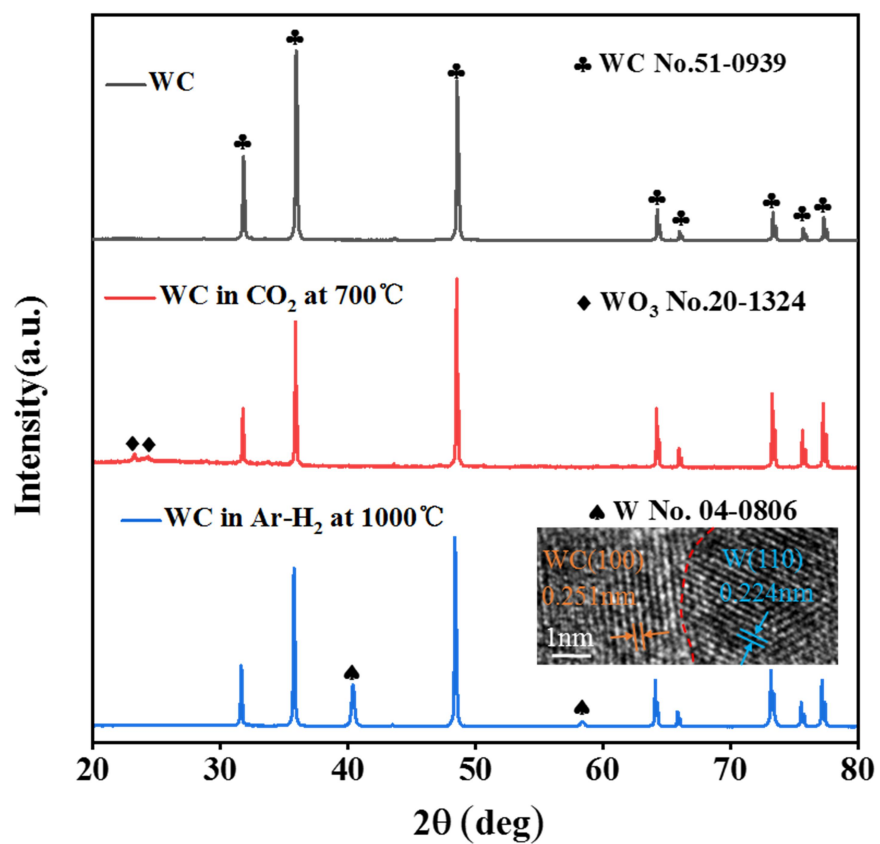 WC
♣ WC No.51-0939
WC in CO₂ at 700℃
♦ WO₃ No.20-1324
WC in Ar-H₂ at 1000℃
♠ W No. 04-0806
WC(100)
0.251nm
W(110)
0.224nm
1nm
Intensity(a.u.)
20 30 40 50 60 70 80
2θ (deg)